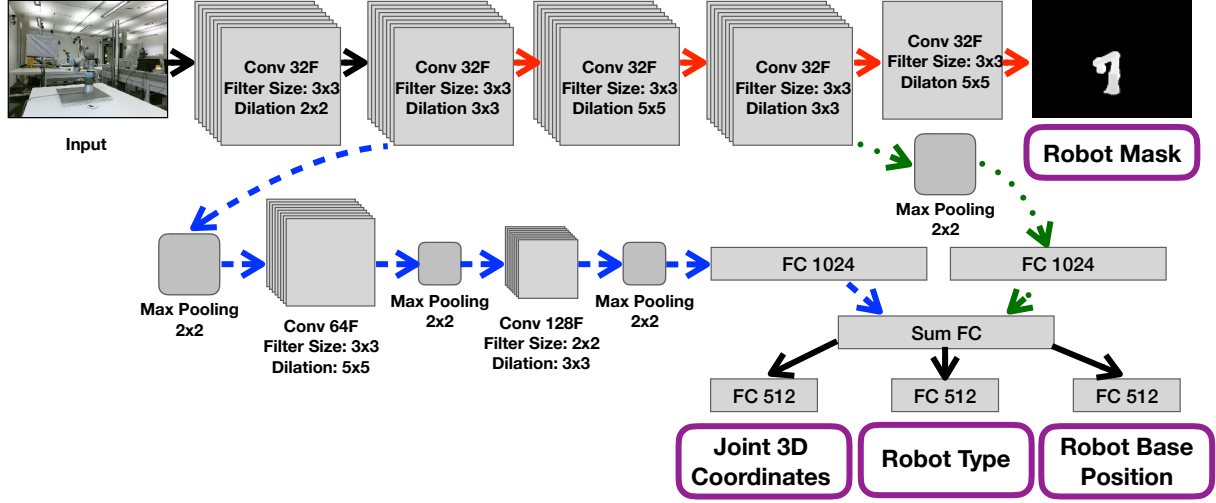 Input
Conv 32F
Filter Size: 3x3
Dilation 2x2
Conv 32F
Filter Size: 3x3
Dilation 3x3
Conv 32F
Filter Size: 3x3
Dilation 5x5
Conv 32F
Filter Size: 3x3
Dilation 3x3
Conv 32F
Filter Size: 3x3
Dilaton 5x5
Robot Mask
Max Pooling
2x2
Max Pooling
2x2
Conv 64F
Filter Size: 3x3
Dilation: 5x5
Max Pooling
2x2
Conv 128F
Filter Size: 2x2
Dilation: 3x3
Max Pooling
2x2
FC 1024
FC 1024
Sum FC
FC 512
FC 512
FC 512
Joint 3D
Coordinates
Robot Type
Robot Base
Position